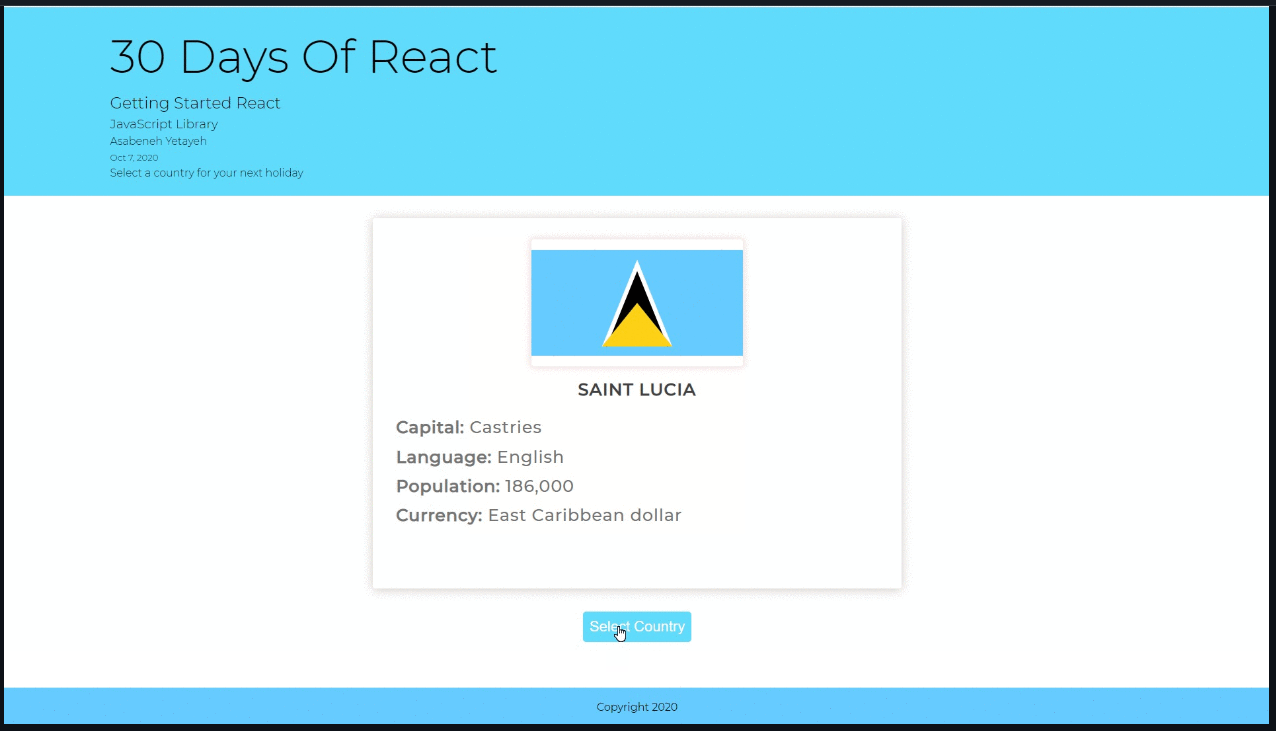 30 Days Of React
Getting Started React
JavaScript Library
Asabeneh Yetayeh
Oct 7, 2020
Select a country for your next holiday
SAINT LUCIA
Capital: Castries
Language: English
Population: 186,000
Currency: East Caribbean dollar
Select Country
Copyright 2020